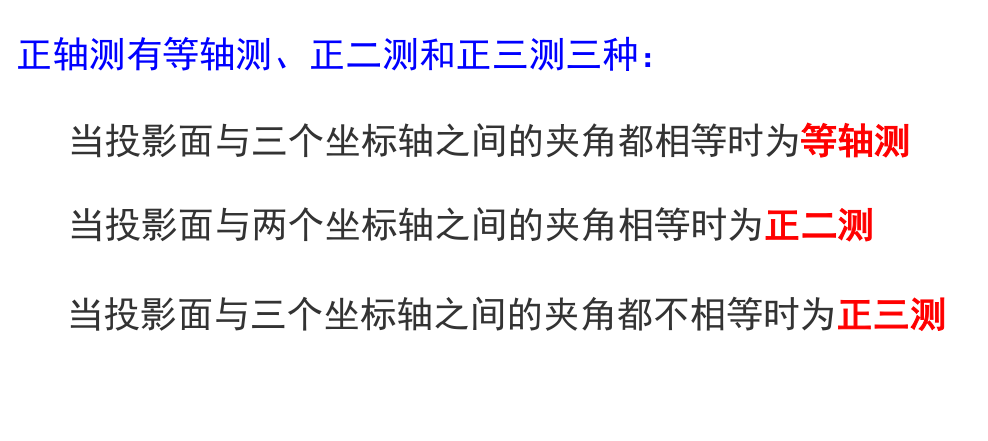 正轴测有等轴测、正二测和正三测三种：
当投影面与三个坐标轴之间的夹角都相等时为等轴测
当投影面与两个坐标轴之间的夹角相等时为正二测
当投影面与三个坐标轴之间的夹角都不相等时为正三测